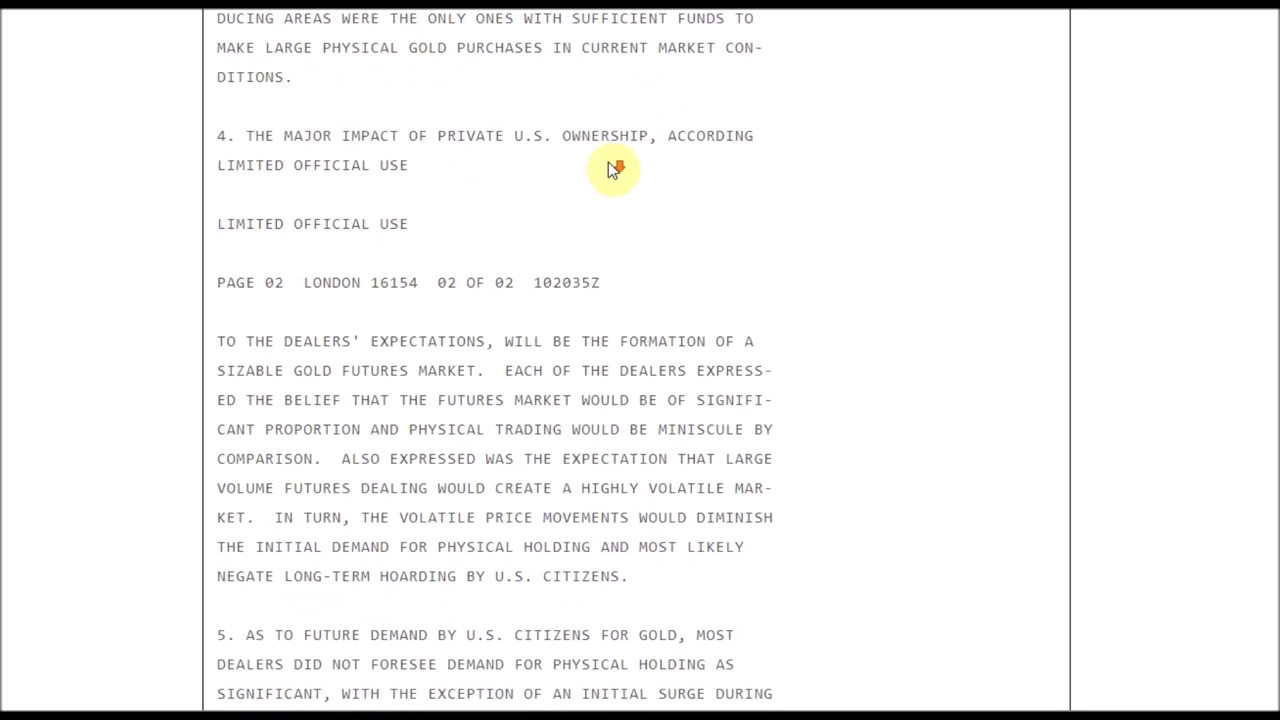 DUCING AREAS WERE THE ONLY ONES WITH SUFFICIENT FUNDS TO
MAKE LARGE PHYSICAL GOLD PURCHASES IN CURRENT MARKET CON-
DITIONS.
4. THE MAJOR IMPACT OF PRIVATE U.S. OWNERSHIP, ACCORDING
LIMITED OFFICIAL USE
LIMITED OFFICIAL USE
PAGE 02 LONDON 16154 02 OF 02 102035Z
TO THE DEALERS' EXPECTATIONS, WILL BE THE FORMATION OF A
SIZABLE GOLD FUTURES MARKET. EACH OF THE DEALERS EXPRESS-
ED THE BELIEF THAT THE FUTURES MARKET WOULD BE OF SIGNIFI-
CANT PROPORTION AND PHYSICAL TRADING WOULD BE MINISCULE BY
COMPARISON. ALSO EXPRESSED WAS THE EXPECTATION THAT LARGE
VOLUME FUTURES DEALING WOULD CREATE A HIGHLY VOLATILE MAR-
KET. IN TURN, THE VOLATILE PRICE MOVEMENTS WOULD DIMINISH
THE INITIAL DEMAND FOR PHYSICAL HOLDING AND MOST LIKELY
NEGATE LONG-TERM HOARDING BY U.S. CITIZENS.
5. AS TO FUTURE DEMAND BY U.S. CITIZENS FOR GOLD, MOST
DEALERS DID NOT FORESEE DEMAND FOR PHYSICAL HOLDING AS
SIGNIFICANT, WITH THE EXCEPTION OF AN INITIAL SURGE DURING